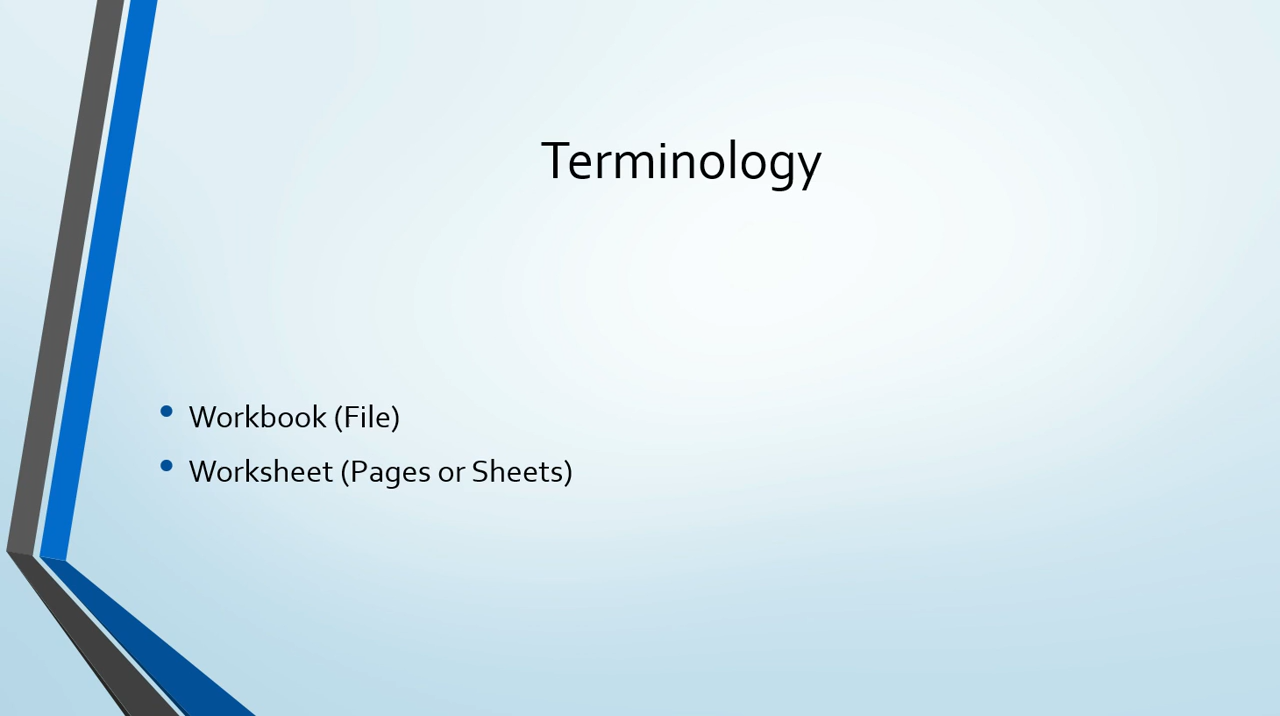 Terminology
• Workbook (File)
• Worksheet (Pages or Sheets)